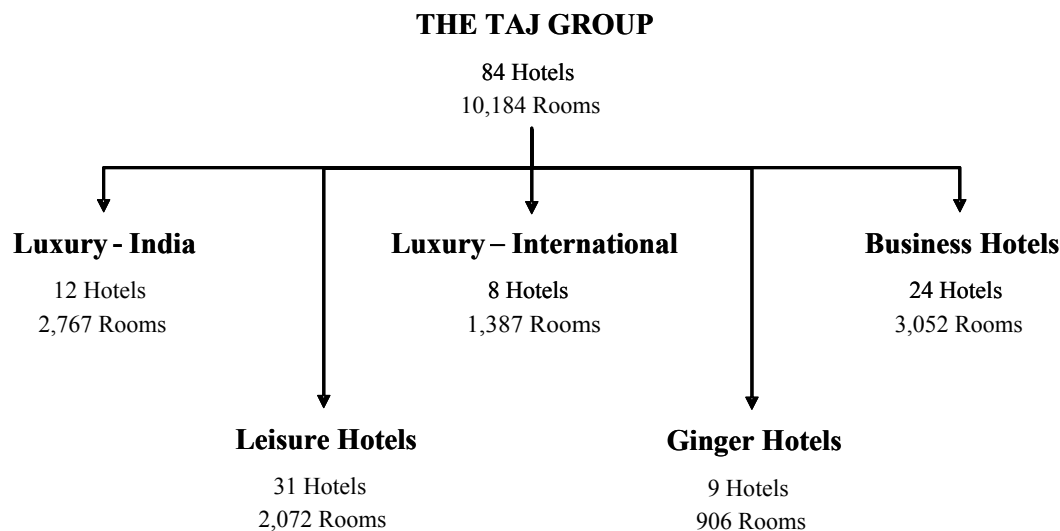 THE TAJ GROUP
84 Hotels
10,184 Rooms
Luxury - India
12 Hotels
2,767 Rooms
Luxury – International
8 Hotels
1,387 Rooms
Business Hotels
24 Hotels
3,052 Rooms
Leisure Hotels
31 Hotels
2,072 Rooms
Ginger Hotels
9 Hotels
906 Rooms